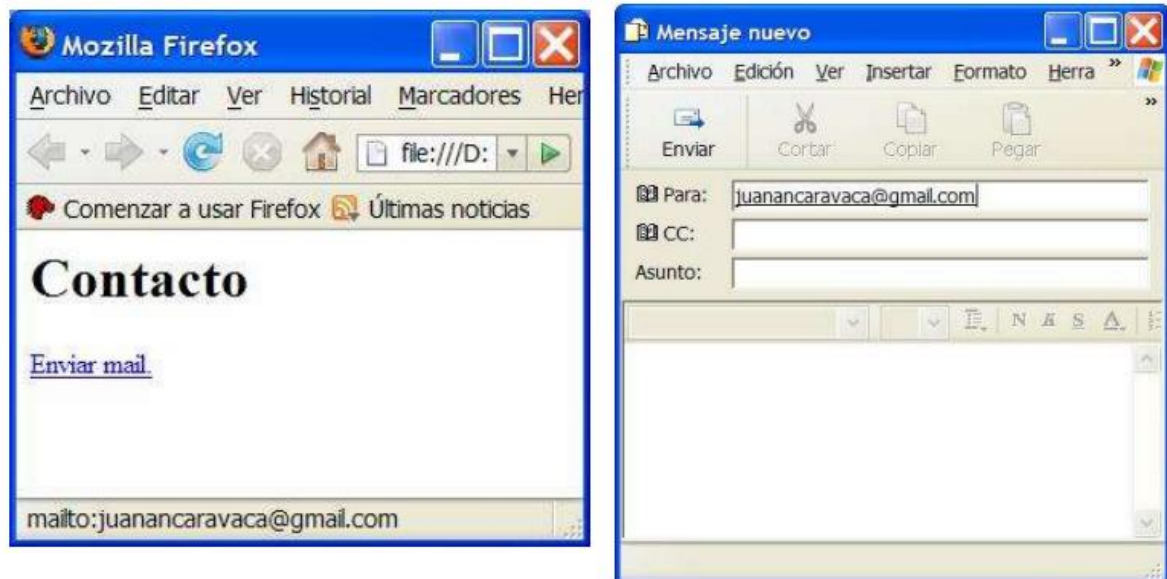 Mozilla Firefox
Archivo Editar Ver Historial Marcadores Her
file:///D:
Comenzar a usar Firefox Últimas noticias
Contacto
Enviar mail.
mailto:juanancaravaca@gmail.com
Mensaje nuevo
Archivo Edición Ver Insertar Formato Herra »
»
Enviar Cortar Copiar Pegar
Para: juanancaravaca@gmail.com
CC:
Asunto:
N K S A